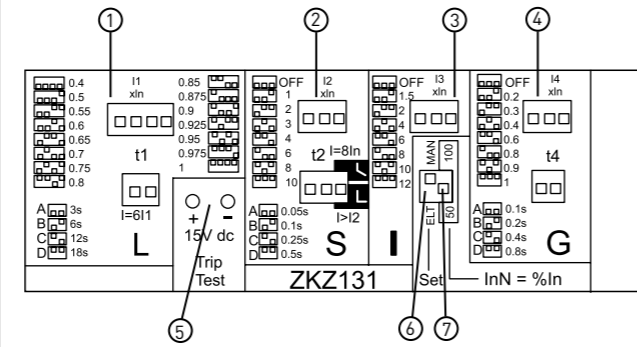 1
2
3
4
0.4
0.5
0.55
0.6
0.65
0.7
0.75
0.8
I1
xIn
0.85
0.875
0.9
0.925
0.95
0.975
1
t1
I=6I1
A 3s
B 6s
C 12s
D 18s
L
+ -
15V dc
Trip
Test
OFF
1
2
3
4
6
8
10
I2
xIn
t2
I=8In
I>I2
A 0.05s
B 0.1s
C 0.25s
D 0.5s
S
ZKZ131
OFF
1.5
2
4
6
8
10
12
I3
xIn
I
MAN
100
ELT
50
Set
InN = %In
OFF
0.2
0.3
0.4
0.6
0.8
0.9
1
I4
xIn
t4
A 0.1s
B 0.2s
C 0.4s
D 0.8s
G
5
6
7